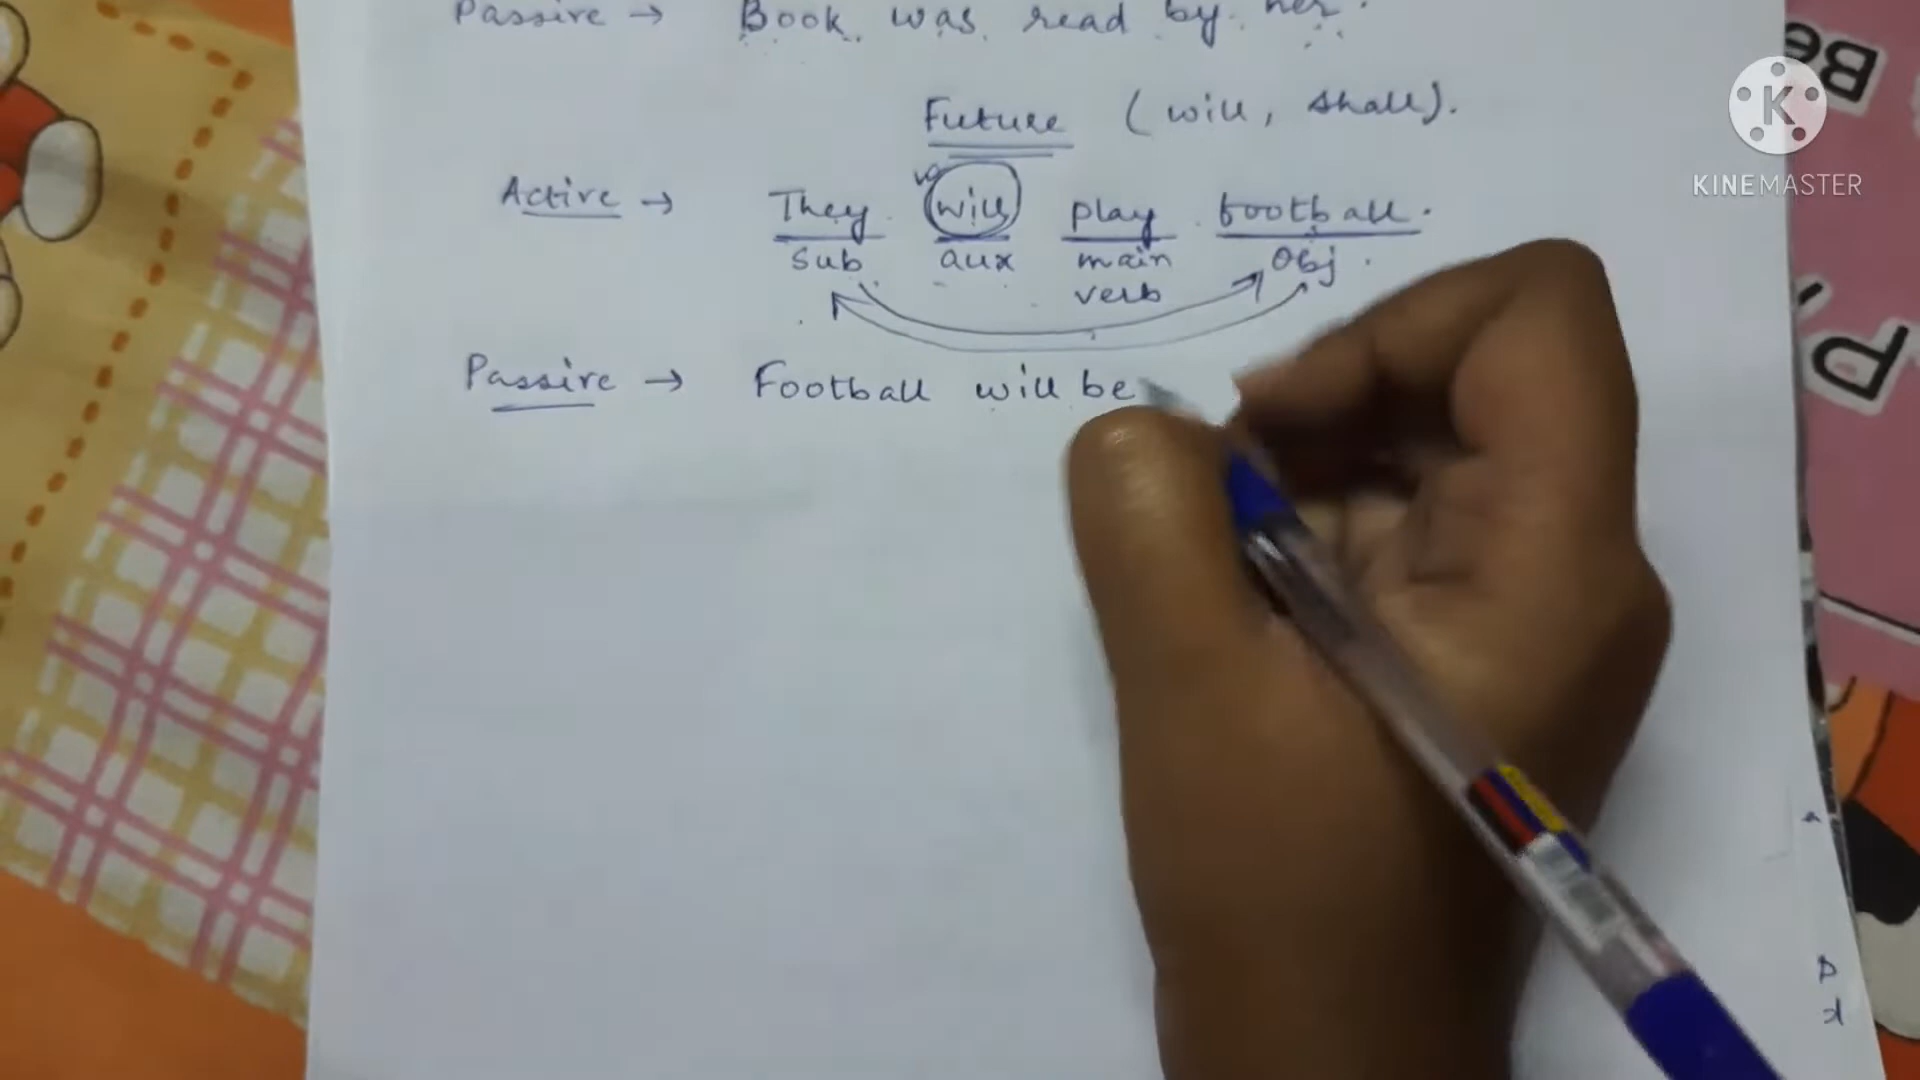 Passive → Book was read by her.
Future (will, shall).
Active → They will play football.
sub aux main obj.
verb
Passive → Football will be
KINEMASTER